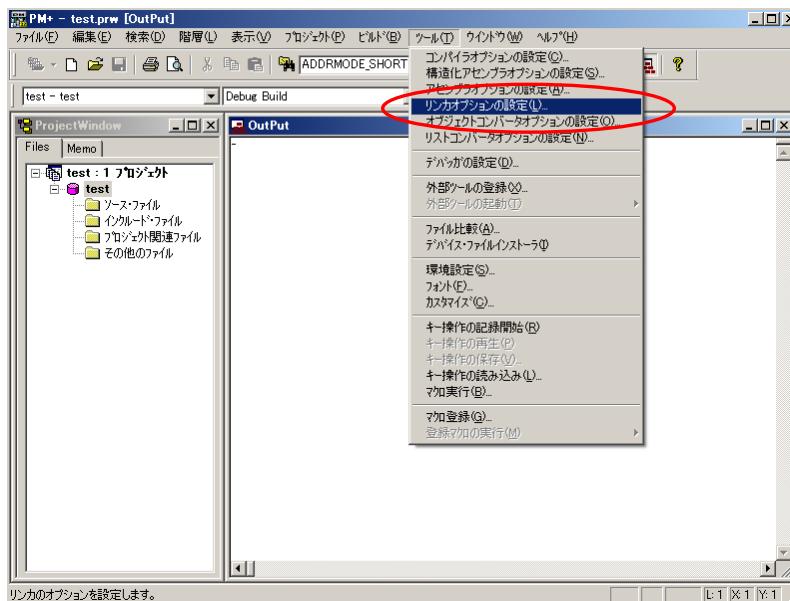 PM+ - test.prw [OutPut]
ファイル(F) 編集(E) 検索(D) 階層(L) 表示(V) プロジェクト(P) ビルド(B) ツール(T) ウインドウ(W) ヘルプ(H)
ADDRMODE_SHORT
test - test
Debug Build
ProjectWindow
Files Memo
test : 1 プロジェクト
test
ソース・ファイル
インクルード・ファイル
プロジェクト関連ファイル
その他のファイル
OutPut
コンパイラオプションの設定(C)...
構造化アセンブラオプションの設定(S)...
アセンブラオプションの設定(A)...
リンカオプションの設定(L)...
オブジェクトコンバータオプションの設定(O)...
リストコンバータオプションの設定(N)...
デバッガの設定(D)...
外部ツールの登録(X)...
外部ツールの起動(T)
ファイル比較(A)...
デバイス・ファイルインストーラ(I)
環境設定(S)...
フォント(F)...
カスタマイズ(C)...
キー操作の記録開始(R)
キー操作の再生(P)
キー操作の保存(V)...
キー操作の読み込み(L)...
マクロ実行(B)...
マクロ登録(G)...
登録マクロの実行(M)
リンカのオプションを設定します。
L: 1 X: 1 Y: 1